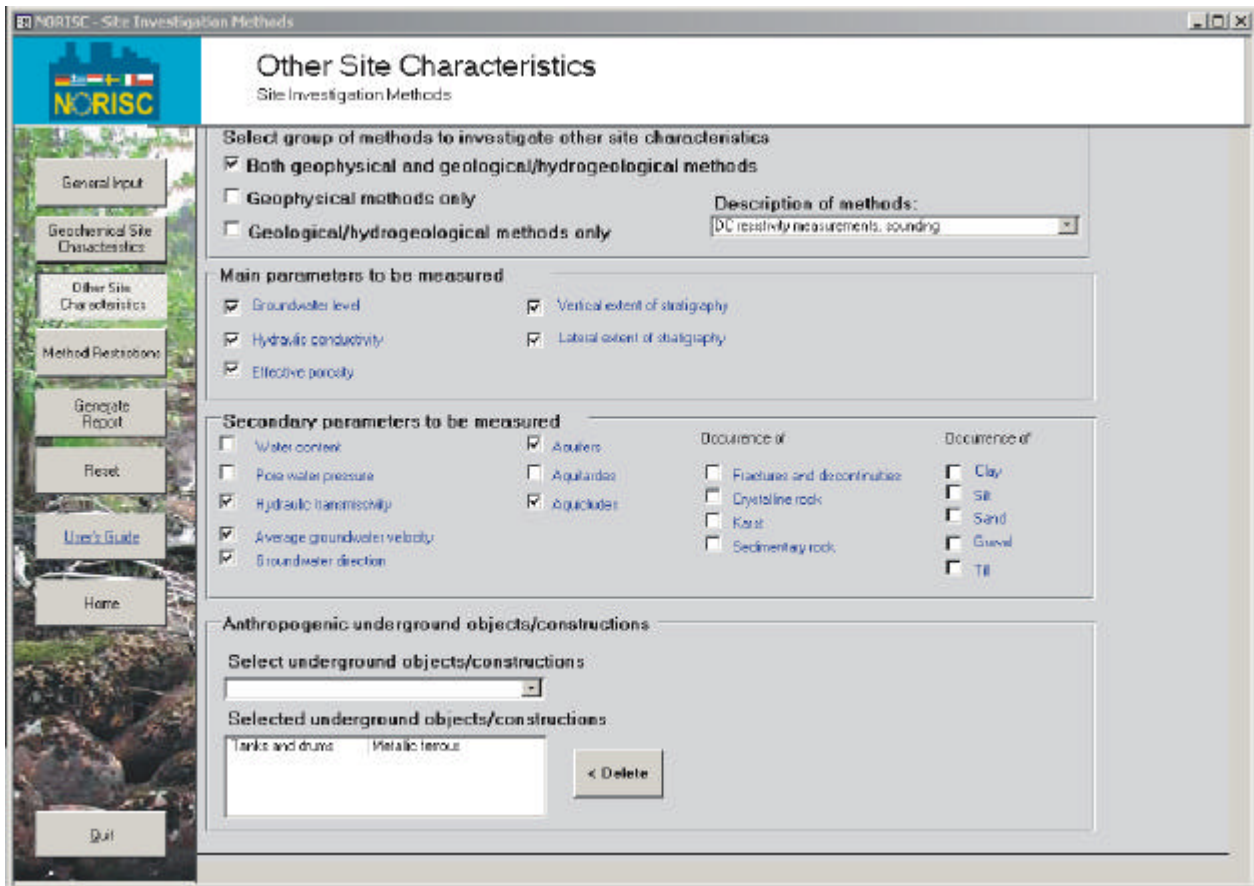 NORISC - Site Investigation Methods
NORISC
Other Site Characteristics
Site Investigation Methods
General Input
Geochemical Site
Characteristics
Other Site
Characteristics
Method Restrictions
Generate
Report
Reset
User's Guide
Home
Quit
Select group of methods to investigate other site characteristics
Both geophysical and geological/hydrogeological methods
Geophysical methods only
Geological/hydrogeological methods only
Description of methods:
DC resistivity measurements, sounding
Main parameters to be measured
Groundwater level
Vertical extent of stratigraphy
Hydraulic conductivity
Lateral extent of stratigraphy
Effective porosity
Secondary parameters to be measured
Water content
Pore water pressure
Hydraulic transmissivity
Average groundwater velocity
Groundwater direction
Aquifers
Aquitardes
Aquicludes
Occurrence of
Fractures and discontinuities
Crystalline rock
Karst
Sedimentary rock
Occurrence of
Clay
Silt
Sand
Gravel
Till
Anthropogenic underground objects/constructions
Select underground objects/constructions
Selected underground objects/constructions
Tanks and drums Metallic ferrous
< Delete